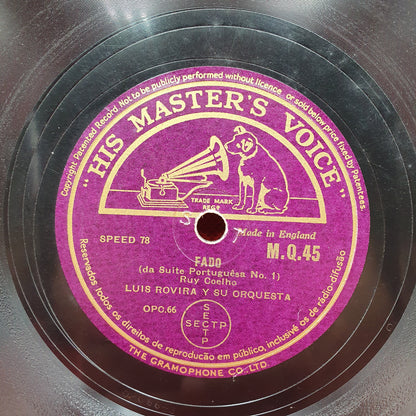 Copyright Patented Record. Not to be publicly performed without licence or sold below price fixed by Patentees.
"HIS MASTER'S VOICE"
TRADE MARK
REGD
Made in England
SPEED 78
M.Q.45
FADO
(da Suite Portuguêsa No. 1)
Ruy Coelho
LUIS ROVIRA Y SU ORQUESTA
OPC.66
SECTP
SECTP
Reservados todos os direitos de reprodução em público, inclusive os de rádio-difusão
THE GRAMOPHONE CO. LTD.